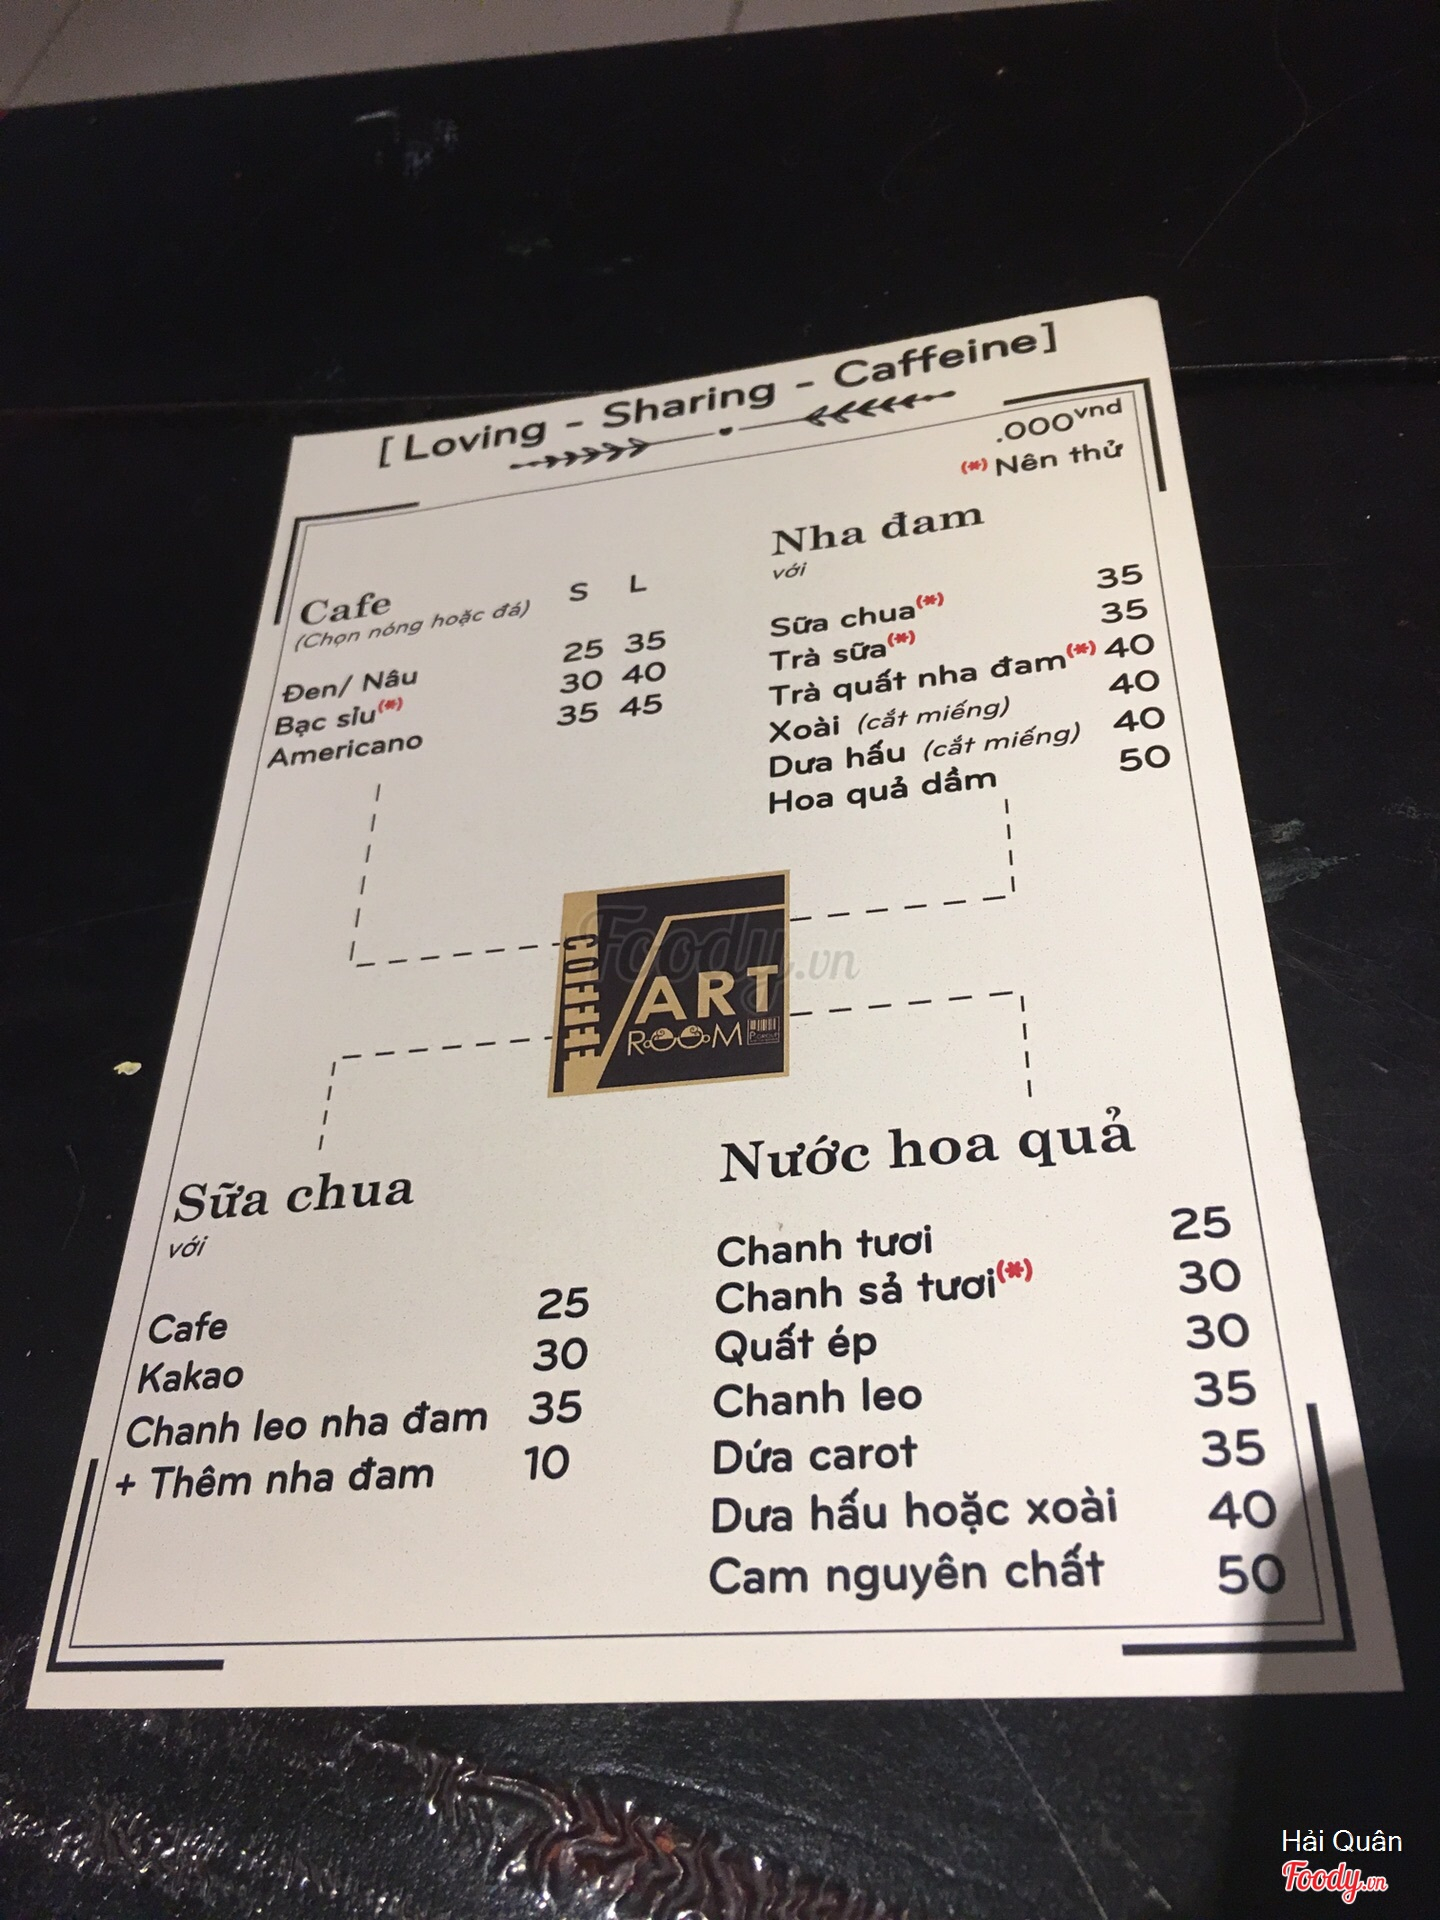 [ Loving - Sharing - Caffeine]
.000vnd
(*) Nên thử
Cafe S L
(Chọn nóng hoặc đá)
Đen/ Nâu 25 35
Bạc sỉu(*) 30 40
Americano 35 45
Nha đam
với
Sữa chua(*) 35
Trà sữa(*) 35
Trà quất nha đam(*) 40
Xoài (cắt miếng) 40
Dưa hấu (cắt miếng) 40
Hoa quả dầm 50
COFFEE
ART
ROOM
Foody.vn
Sữa chua
với
Cafe 25
Kakao 30
Chanh leo nha đam 35
+ Thêm nha đam 10
Nước hoa quả
Chanh tươi 25
Chanh sả tươi(*) 30
Quất ép 30
Chanh leo 35
Dứa carot 35
Dưa hấu hoặc xoài 40
Cam nguyên chất 50
Hải Quân
Foody.vn